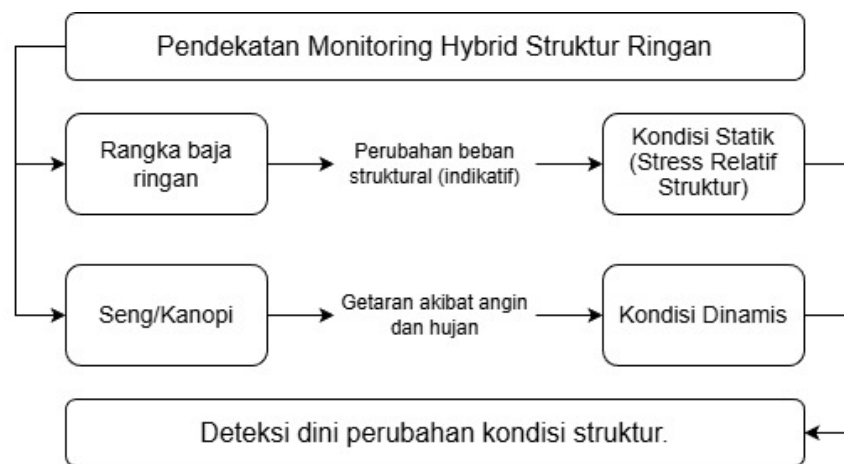 Pendekatan Monitoring Hybrid Struktur Ringan
Rangka baja
ringan
Perubahan beban
struktural (indikatif)
Kondisi Statik
(Stress Relatif
Struktur)
Seng/Kanopi
Getaran akibat angin
dan hujan
Kondisi Dinamis
Deteksi dini perubahan kondisi struktur.